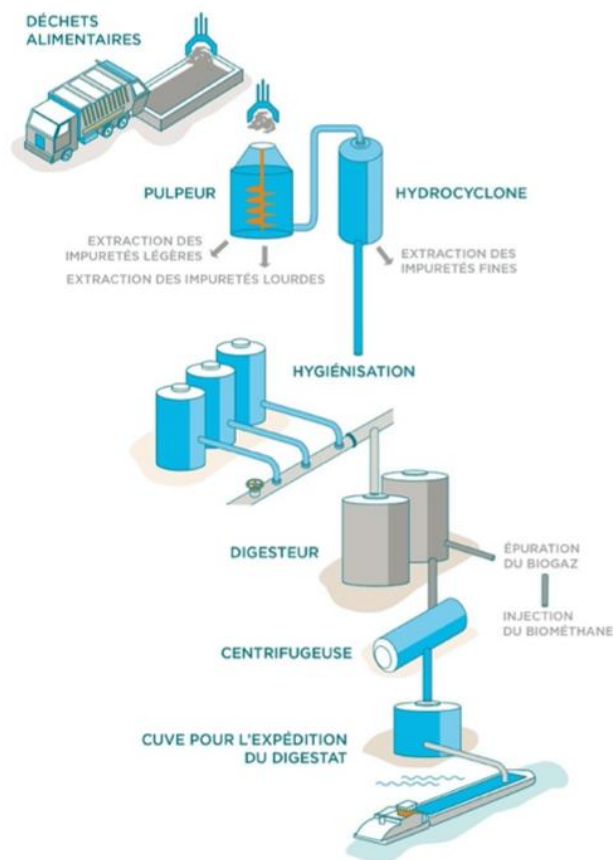 DÉCHETS
ALIMENTAIRES
PULPEUR
HYDROCYCLONE
EXTRACTION DES
IMPURETÉS LÉGÈRES
EXTRACTION DES IMPURETÉS LOURDES
EXTRACTION DES
IMPURETÉS FINES
HYGIÉNISATION
DIGESTEUR
ÉPURATION
DU BIOGAZ
INJECTION
DU BIOMÉTHANE
CENTRIFUGEUSE
CUVE POUR L'EXPÉDITION
DU DIGESTAT